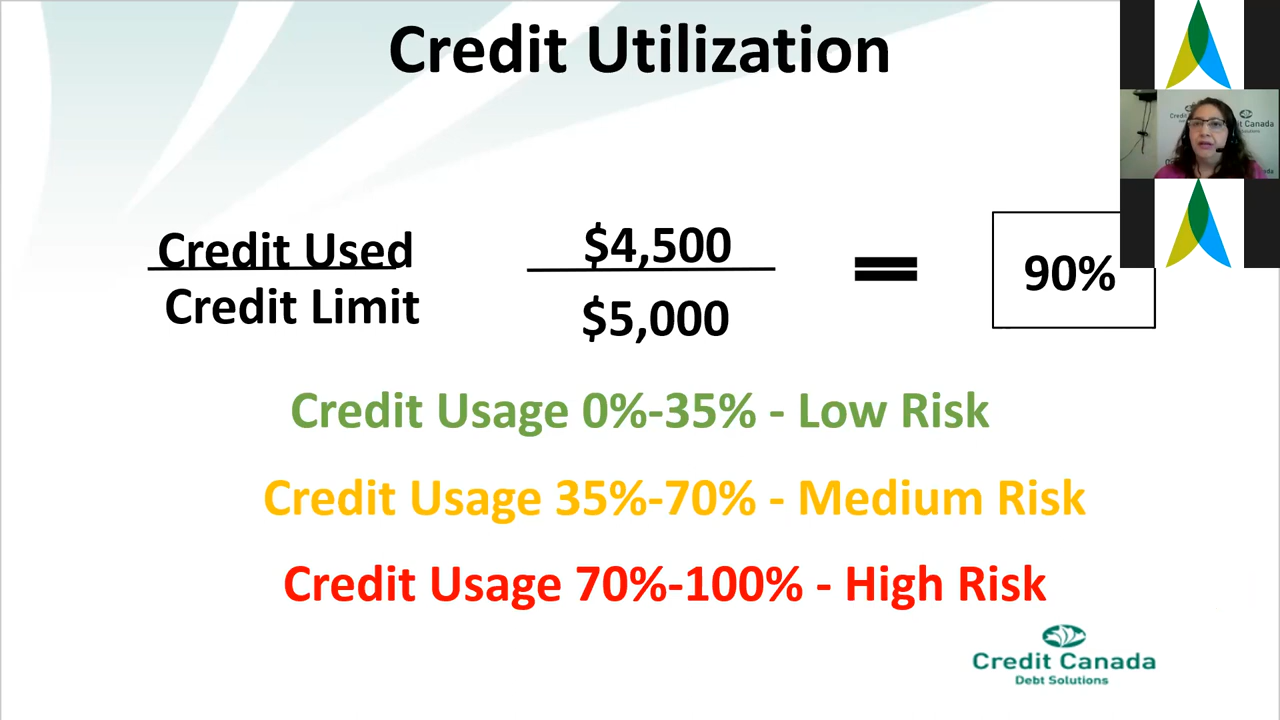 Credit Utilization
Credit Used
Credit Limit
$4,500
$5,000
=
90%
Credit Usage 0%-35% - Low Risk
Credit Usage 35%-70% - Medium Risk
Credit Usage 70%-100% - High Risk
Credit Canada
Debt Solutions